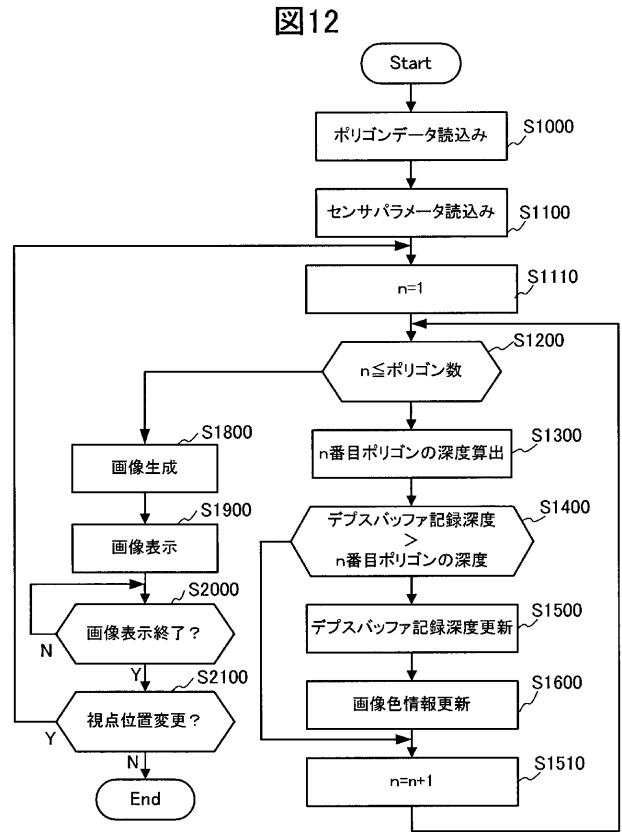 図12
Start
ポリゴンデータ読込み
S1000
センサパラメータ読込み
S1100
n=1
S1110
n≦ポリゴン数
S1200
n番目ポリゴンの深度算出
S1300
デプスバッファ記録深度
>
n番目ポリゴンの深度
S1400
デプスバッファ記録深度更新
S1500
画像色情報更新
S1600
n=n+1
S1510
画像生成
S1800
画像表示
S1900
画像表示終了？
S2000
N
Y
視点位置変更？
S2100
Y
N
End